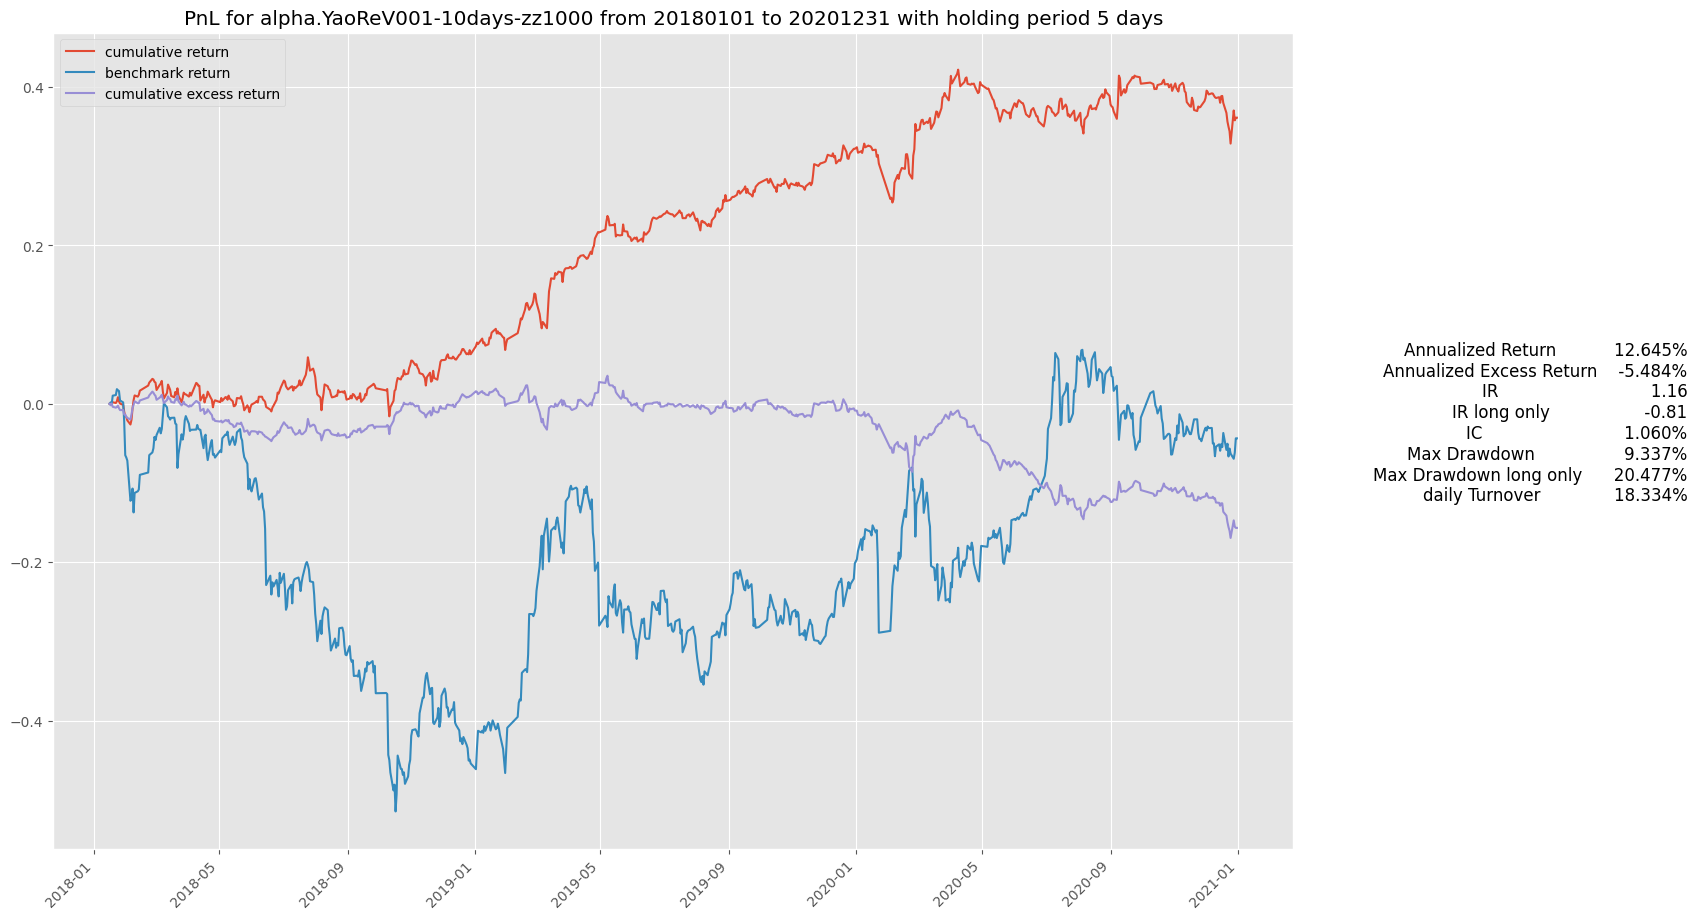 PnL for alpha.YaoReV001-10days-zz1000 from 20180101 to 20201231 with holding period 5 days
cumulative return
benchmark return
cumulative excess return
0.4
0.2
0.0
−0.2
−0.4
2018-01
2018-05
2018-09
2019-01
2019-05
2019-09
2020-01
2020-05
2020-09
2021-01
Annualized Return 12.645%
Annualized Excess Return -5.484%
IR 1.16
IR long only -0.81
IC 1.060%
Max Drawdown 9.337%
Max Drawdown long only 20.477%
daily Turnover 18.334%